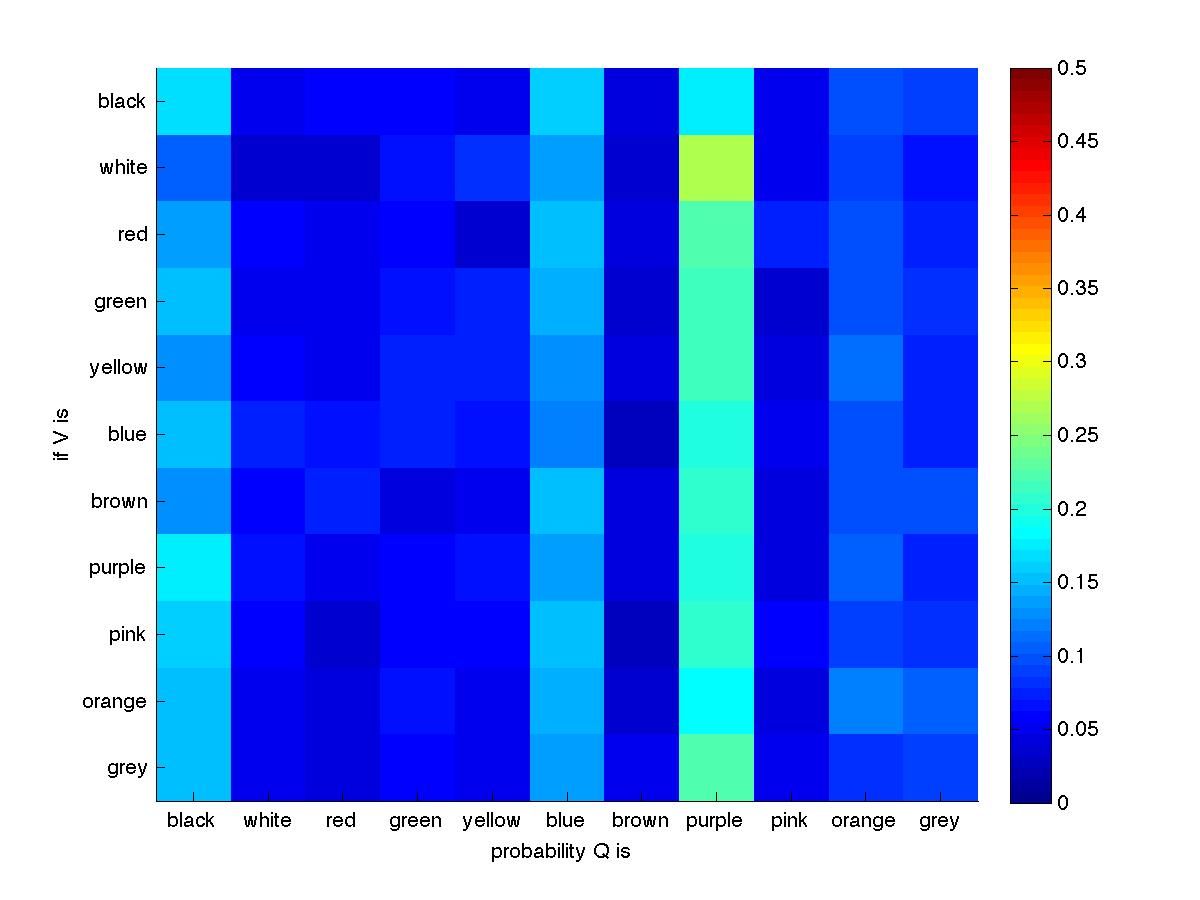 black
white
red
green
yellow
blue
brown
purple
pink
orange
grey
if V is
black white red green yellow blue brown purple pink orange grey
probability Q is
0.5
0.45
0.4
0.35
0.3
0.25
0.2
0.15
0.1
0.05
0